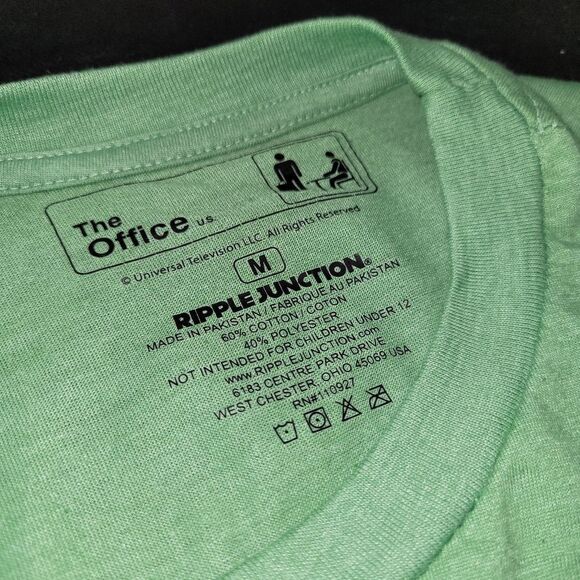 The
Office U.S.
© Universal Television LLC. All Rights Reserved
M
RIPPLE JUNCTION®
MADE IN PAKISTAN / FABRIQUE AU PAKISTAN
60% COTTON / COTON
40% POLYESTER
NOT INTENDED FOR CHILDREN UNDER 12
www.RIPPLEJUNCTION.com
6183 CENTRE PARK DRIVE
WEST CHESTER, OHIO 45069 USA
RN#110927